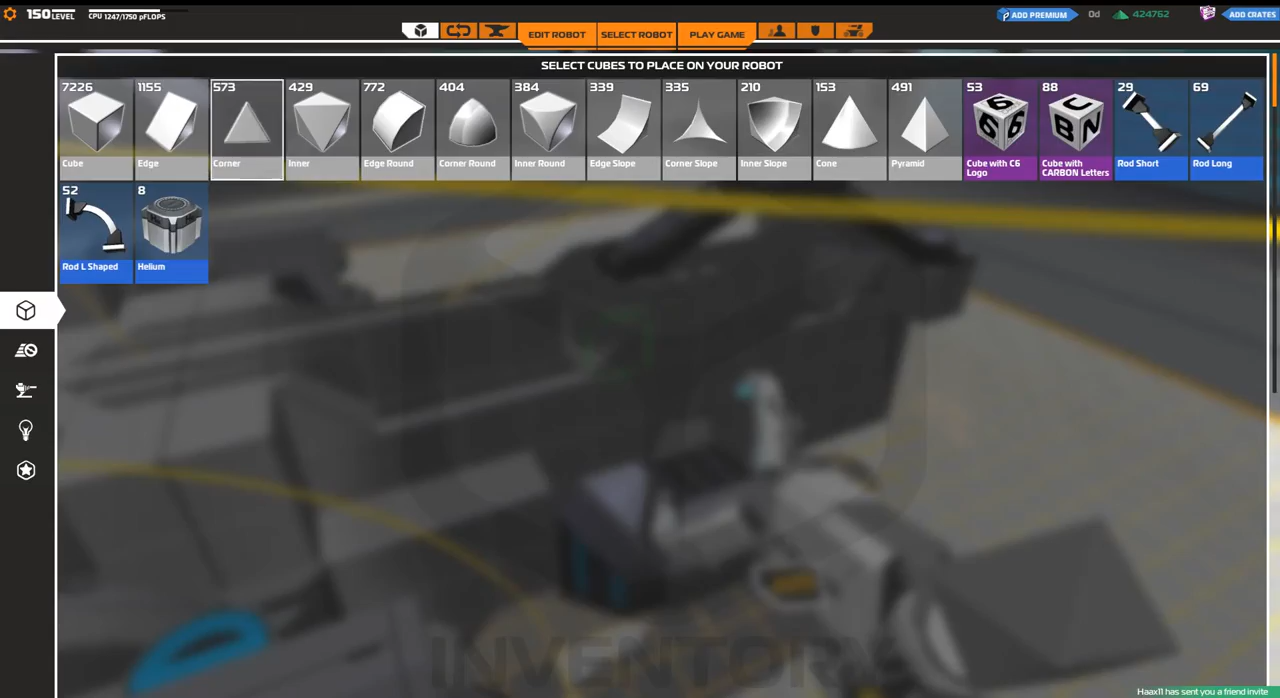 150 LEVEL
CPU 1247/1750 pFLOPS
ADD PREMIUM
0d
424762
ADD CRATES
EDIT ROBOT
SELECT ROBOT
PLAY GAME
SELECT CUBES TO PLACE ON YOUR ROBOT
7226 1155 573 429 772 404 384 339 335 210 153 491 53 88 29 69
Cube Edge Corner Inner Edge Round Corner Round Inner Round Edge Slope Corner Slope Inner Slope Cone Pyramid Cube with C6 Logo Cube with CARBON Letters Rod Short Rod Long
52 8
Rod L Shaped Helium
INVENTORY
Haax11 has sent you a friend invite